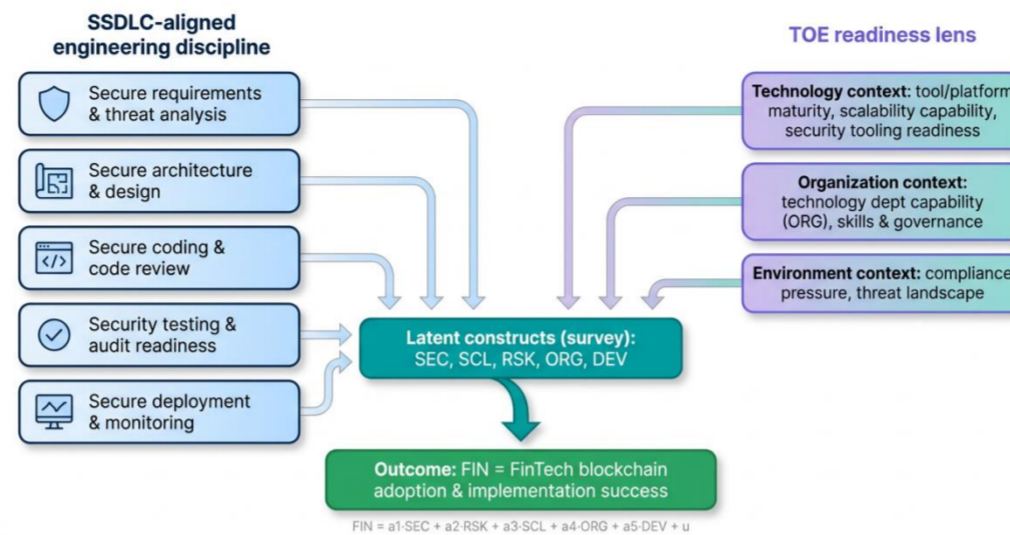 SSDLC-aligned
engineering discipline
Secure requirements
& threat analysis
Secure architecture
& design
</>
Secure coding &
code review
Security testing &
audit readiness
Secure deployment
& monitoring
TOE readiness lens
Technology context: tool/platform
maturity, scalability capability,
security tooling readiness
Organization context:
technology dept capability
(ORG), skills & governance
Environment context: compliance
pressure, threat landscape
Latent constructs (survey):
SEC, SCL, RSK, ORG, DEV
Outcome: FIN = FinTech blockchain
adoption & implementation success
FIN = a1·SEC + a2·RSK + a3·SCL + a4·ORG + a5·DEV + u